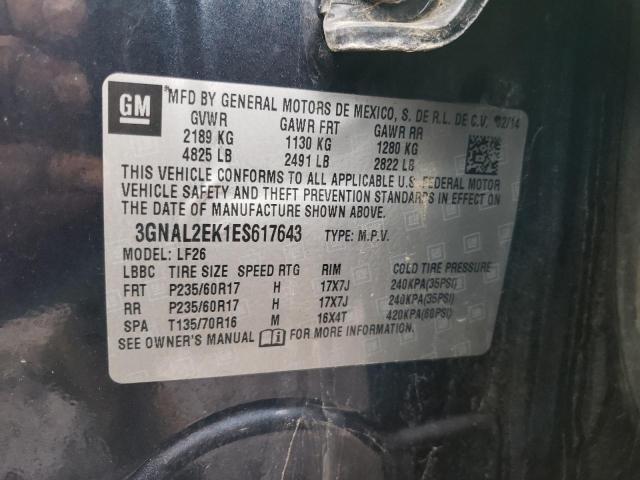 GM
MFD BY GENERAL MOTORS DE MEXICO, S. DE R.L. DE C.V. 02/14
GVWR GAWR FRT GAWR RR
2189 KG 1130 KG 1280 KG
4825 LB 2491 LB 2822 LB
THIS VEHICLE CONFORMS TO ALL APPLICABLE U.S. FEDERAL MOTOR
VEHICLE SAFETY AND THEFT PREVENTION STANDARDS IN EFFECT ON
THE DATE OF MANUFACTURE SHOWN ABOVE.
3GNAL2EK1ES617643 TYPE: M.P.V.
MODEL: LF26
LBBC TIRE SIZE SPEED RTG RIM COLD TIRE PRESSURE
FRT P235/60R17 H 17X7J 240KPA(35PSI)
RR P235/60R17 H 17X7J 240KPA(35PSI)
SPA T135/70R16 M 16X4T 420KPA(60PSI)
SEE OWNER'S MANUAL FOR MORE INFORMATION.